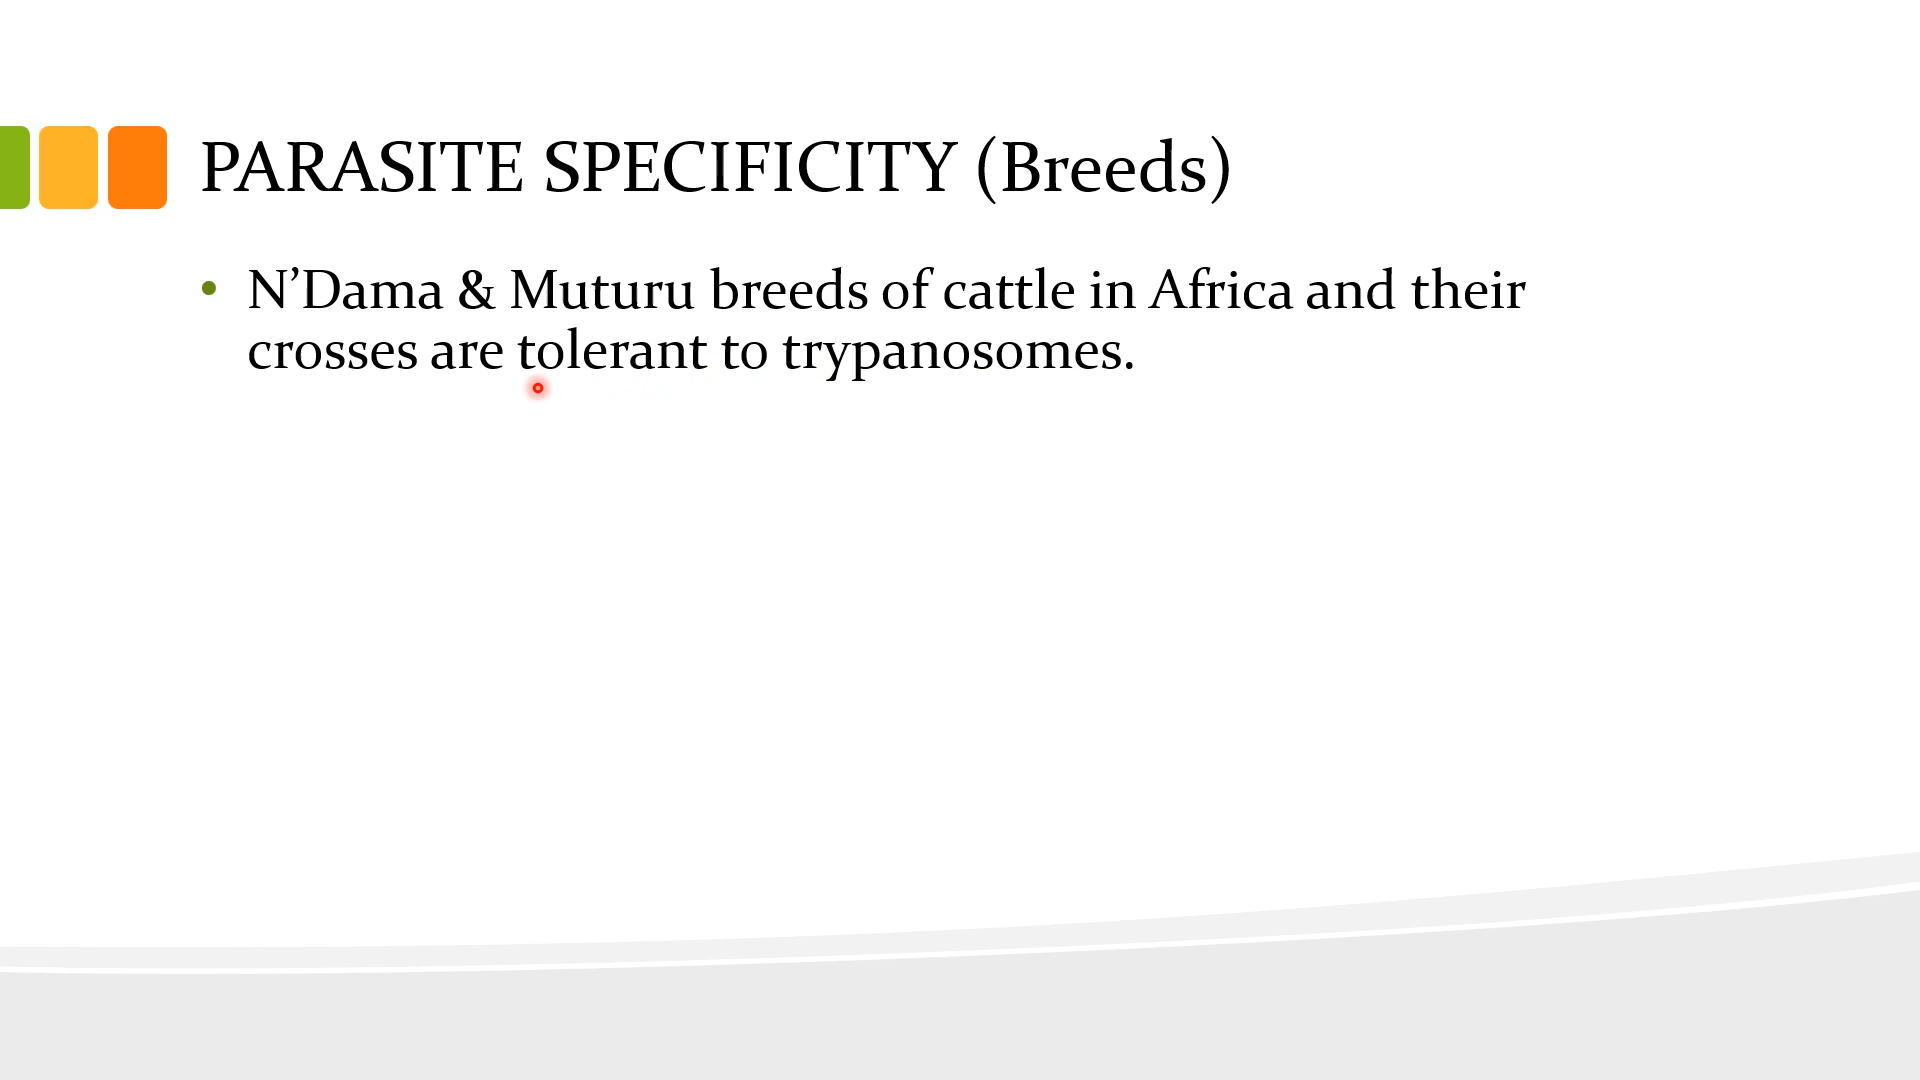 PARASITE SPECIFICITY (Breeds)
• N’Dama & Muturu breeds of cattle in Africa and their
crosses are tolerant to trypanosomes.